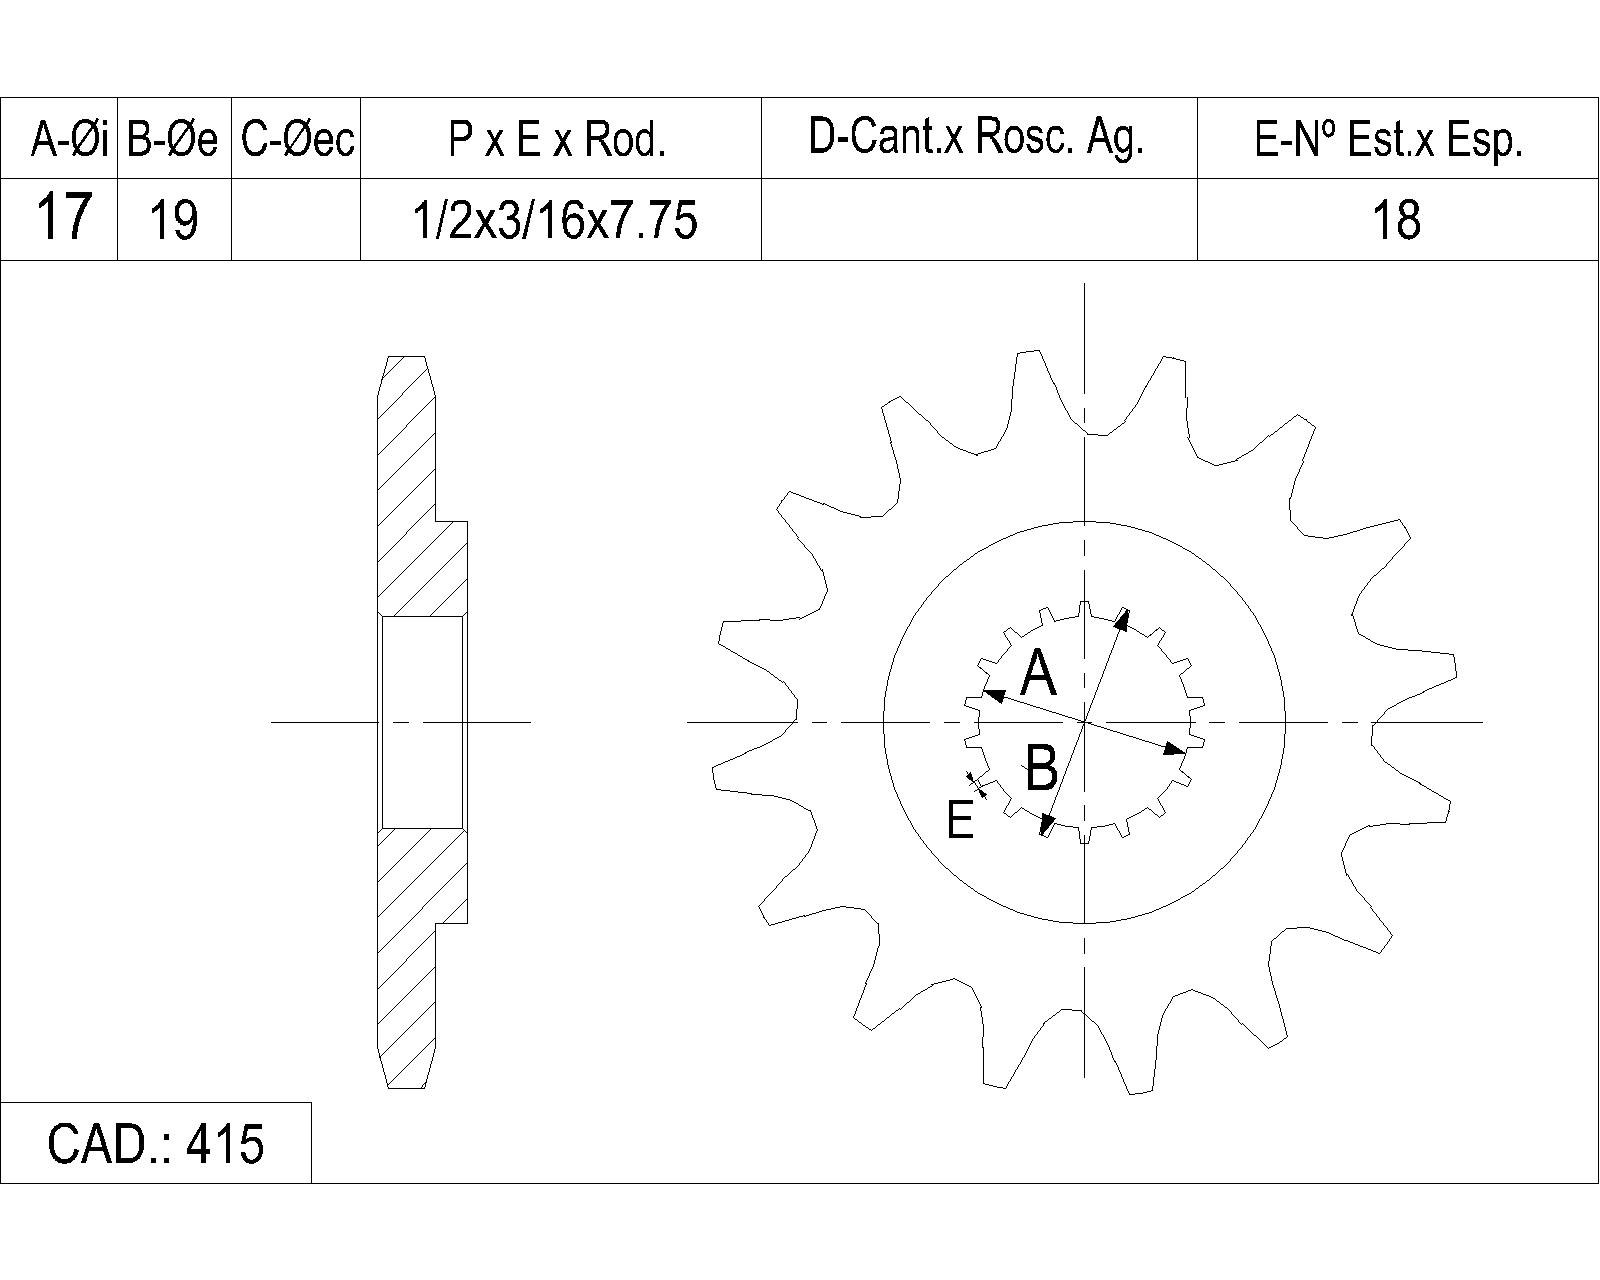 A-Øi B-Øe C-Øec P x E x Rod. D-Cant.x Rosc. Ag. E-Nº Est.x Esp.
17 19 1/2x3/16x7.75 18
A
B
E
CAD.: 415